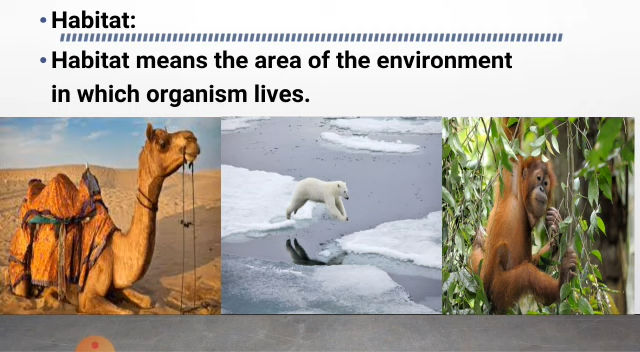 • Habitat:
• Habitat means the area of the environment
in which organism lives.